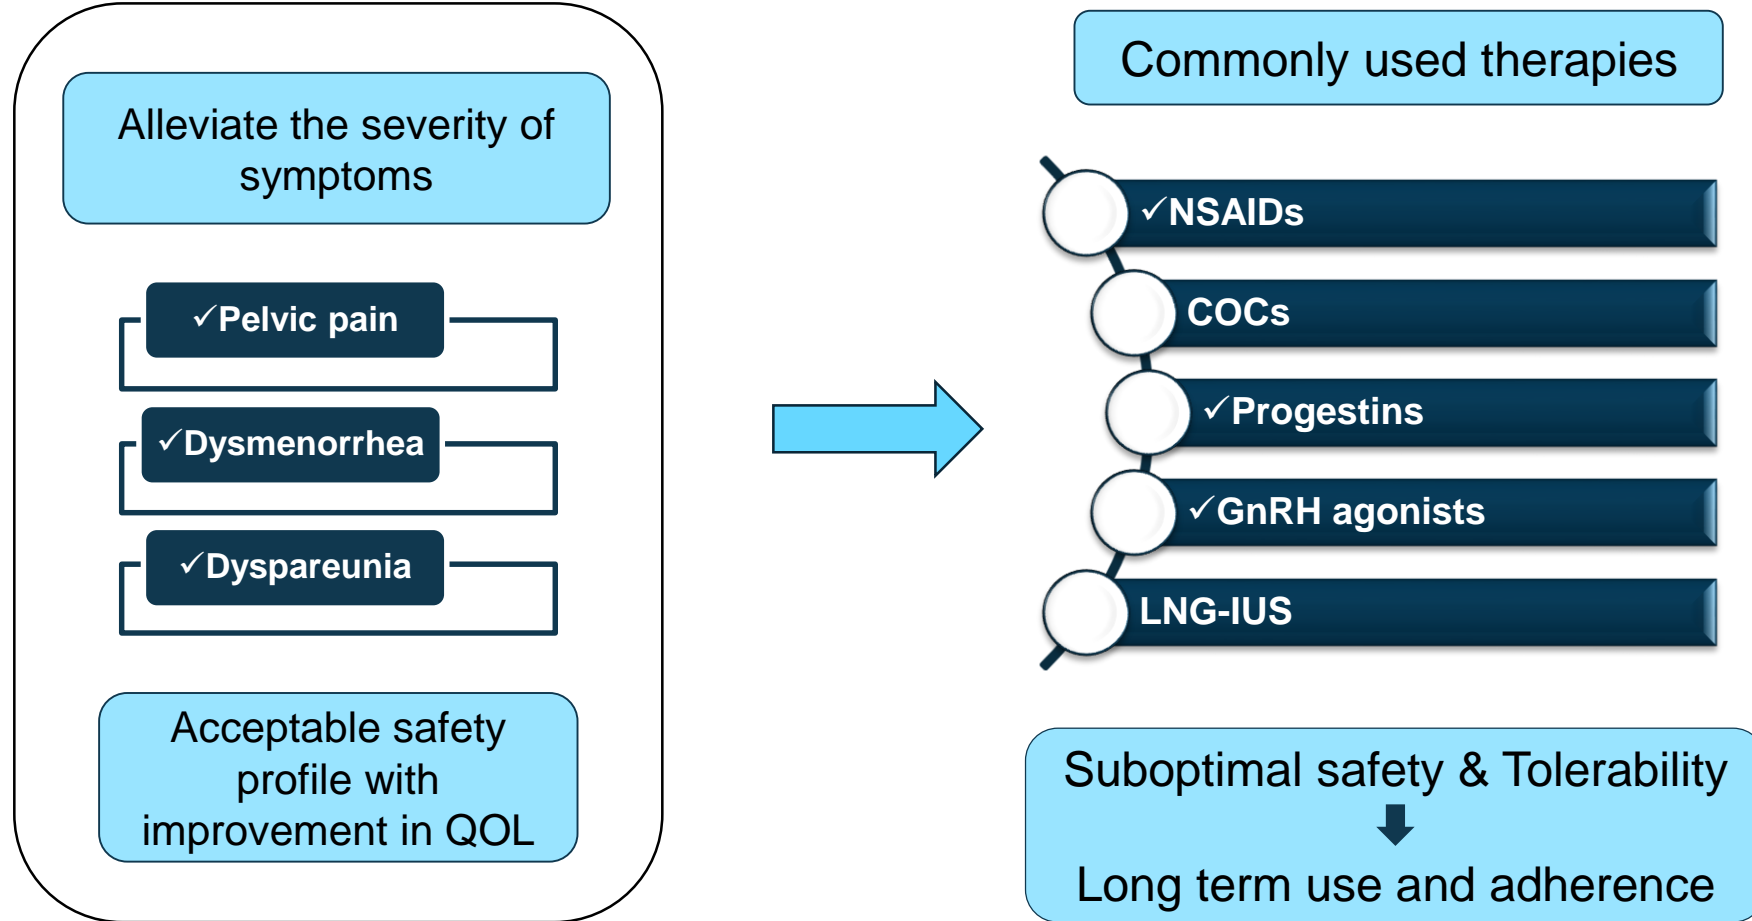 Alleviate the severity of
symptoms
✓Pelvic pain
✓Dysmenorrhea
✓Dyspareunia
Acceptable safety
profile with
improvement in QOL
Commonly used therapies
✓NSAIDs
COCs
✓Progestins
✓GnRH agonists
LNG-IUS
Suboptimal safety & Tolerability
Long term use and adherence